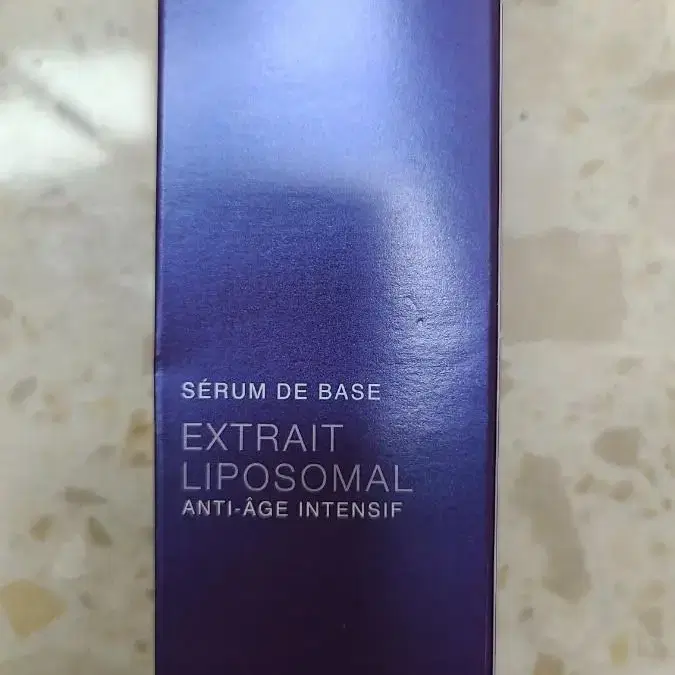 SÉRUM DE BASE
EXTRAIT
LIPOSOMAL
ANTI-ÂGE INTENSIF